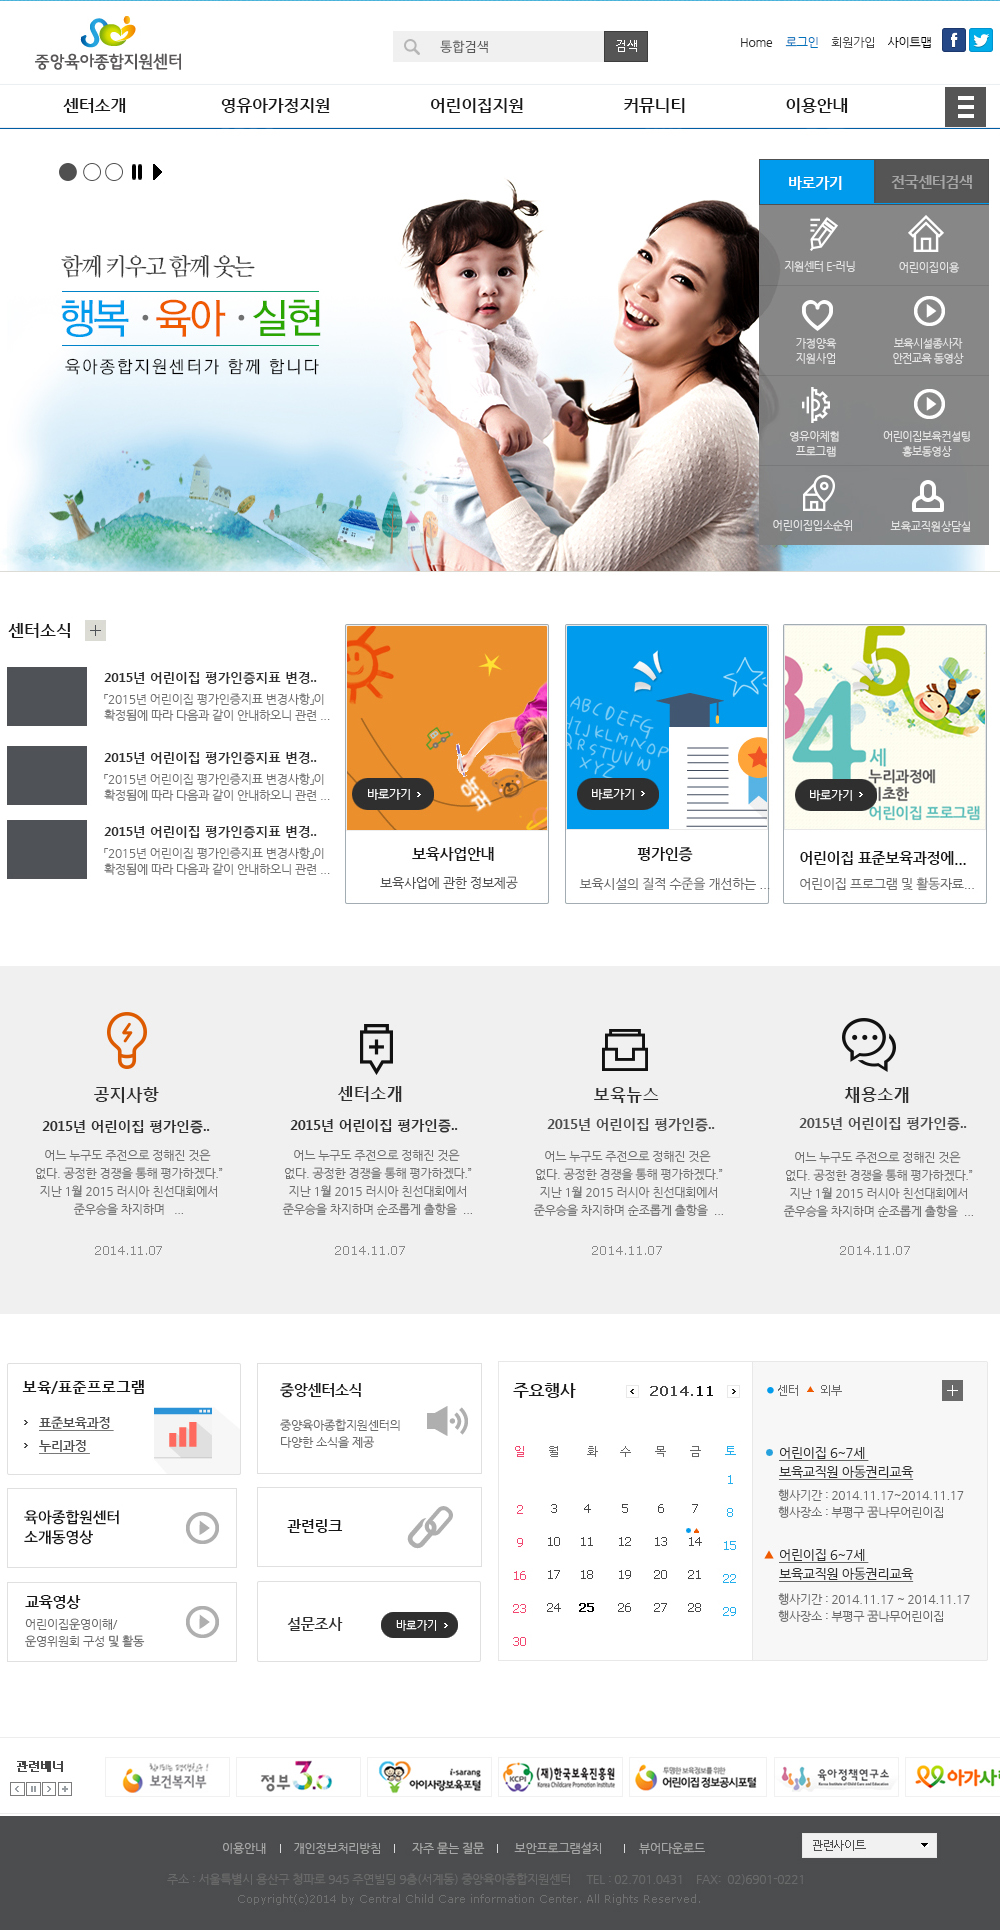 중앙육아종합지원센터
통합검색
검색
Home 로그인 회원가입 사이트맵
센터소개 영유아가정지원 어린이집지원 커뮤니티 이용안내
함께 키우고 함께 웃는
행복 · 육아 · 실현
육아종합지원센터가 함께 합니다
바로가기 전국센터검색
지원센터 E-러닝 어린이집이용
가정양육
지원사업
보육시설종사자
안전교육 동영상
영유아체험
프로그램
어린이집보육컨설팅
홍보동영상
어린이집입소순위 보육교직원상담실
센터소식
2015년 어린이집 평가인증지표 변경..
「2015년 어린이집 평가인증지표 변경사항」이
확정됨에 따라 다음과 같이 안내하오니 관련 ...
2015년 어린이집 평가인증지표 변경..
「2015년 어린이집 평가인증지표 변경사항」이
확정됨에 따라 다음과 같이 안내하오니 관련 ...
2015년 어린이집 평가인증지표 변경..
「2015년 어린이집 평가인증지표 변경사항」이
확정됨에 따라 다음과 같이 안내하오니 관련 ...
바로가기
보육사업안내
보육사업에 관한 정보제공
ABCDEFG
HIJKLMNOP
RSTUV
XYZ
바로가기
평가인증
보육시설의 질적 수준을 개선하는 ...
3 4 5
세
누리과정에
기초한
어린이집 프로그램
바로가기
어린이집 표준보육과정에...
어린이집 프로그램 및 활동자료...
공지사항
2015년 어린이집 평가인증..
어느 누구도 주전으로 정해진 것은
없다. 공정한 경쟁을 통해 평가하겠다.”
지난 1월 2015 러시아 친선대회에서
준우승을 차지하며 ...
2014.11.07
센터소개
2015년 어린이집 평가인증..
어느 누구도 주전으로 정해진 것은
없다. 공정한 경쟁을 통해 평가하겠다.”
지난 1월 2015 러시아 친선대회에서
준우승을 차지하며 순조롭게 출항을 ...
2014.11.07
보육뉴스
2015년 어린이집 평가인증..
어느 누구도 주전으로 정해진 것은
없다. 공정한 경쟁을 통해 평가하겠다.”
지난 1월 2015 러시아 친선대회에서
준우승을 차지하며 순조롭게 출항을 ...
2014.11.07
채용소개
2015년 어린이집 평가인증..
어느 누구도 주전으로 정해진 것은
없다. 공정한 경쟁을 통해 평가하겠다.”
지난 1월 2015 러시아 친선대회에서
준우승을 차지하며 순조롭게 출항을 ...
2014.11.07
보육/표준프로그램
표준보육과정
누리과정
중앙센터소식
중앙육아종합지원센터의
다양한 소식을 제공
육아종합원센터
소개동영상
관련링크
교육영상
어린이집운영이해/
운영위원회 구성 및 활동
설문조사
바로가기
주요행사
2014.11
일 월 화 수 목 금 토
1
2 3 4 5 6 7 8
9 10 11 12 13 14 15
16 17 18 19 20 21 22
23 24 25 26 27 28 29
30
센터 외부
어린이집 6~7세
보육교직원 아동권리교육
행사기간 : 2014.11.17~2014.11.17
행사장소 : 부평구 꿈나무어린이집
어린이집 6~7세
보육교직원 아동권리교육
행사기간 : 2014.11.17 ~ 2014.11.17
행사장소 : 부평구 꿈나무어린이집
관련배너
보건복지부
정부3.0
i-sarang
아이사랑보육포털
KCPI
(재)한국보육진흥원
Korea Childcare Promotion Institute
투명한 보육정보를 위한
어린이집 정보공시포털
육아정책연구소
Korea Institute of Child Care and Education
아가사랑
이용안내 개인정보처리방침 자주 묻는 질문 보안프로그램설치 뷰어다운로드
관련사이트
주소 : 서울특별시 용산구 청파로 945 주연빌딩 9층(서계동) 중앙육아종합지원센터 TEL : 02.701.0431 FAX: 02)6901-0221
Copyright(c)2014 by Central Child Care information Center. All Rights Reserved.